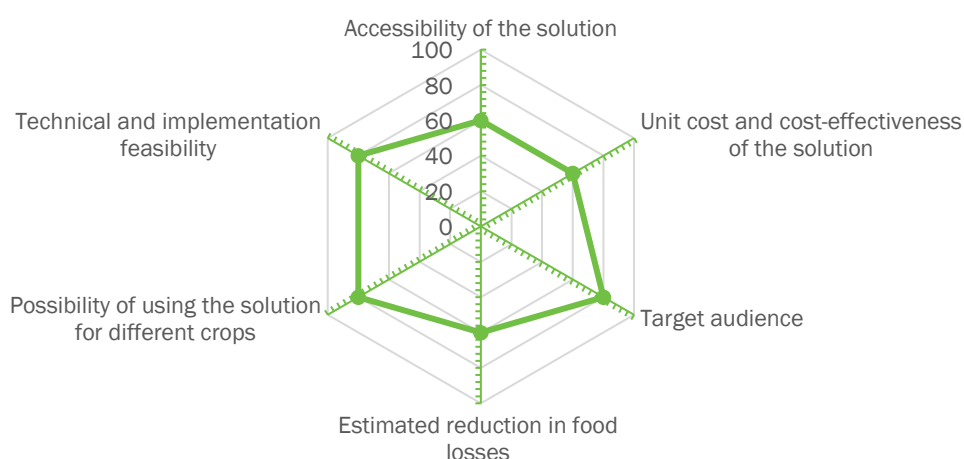 Accessibility of the solution
100
80
60
40
20
0
Unit cost and cost-effectiveness
of the solution
Target audience
Estimated reduction in food
losses
Possibility of using the solution
for different crops
Technical and implementation
feasibility